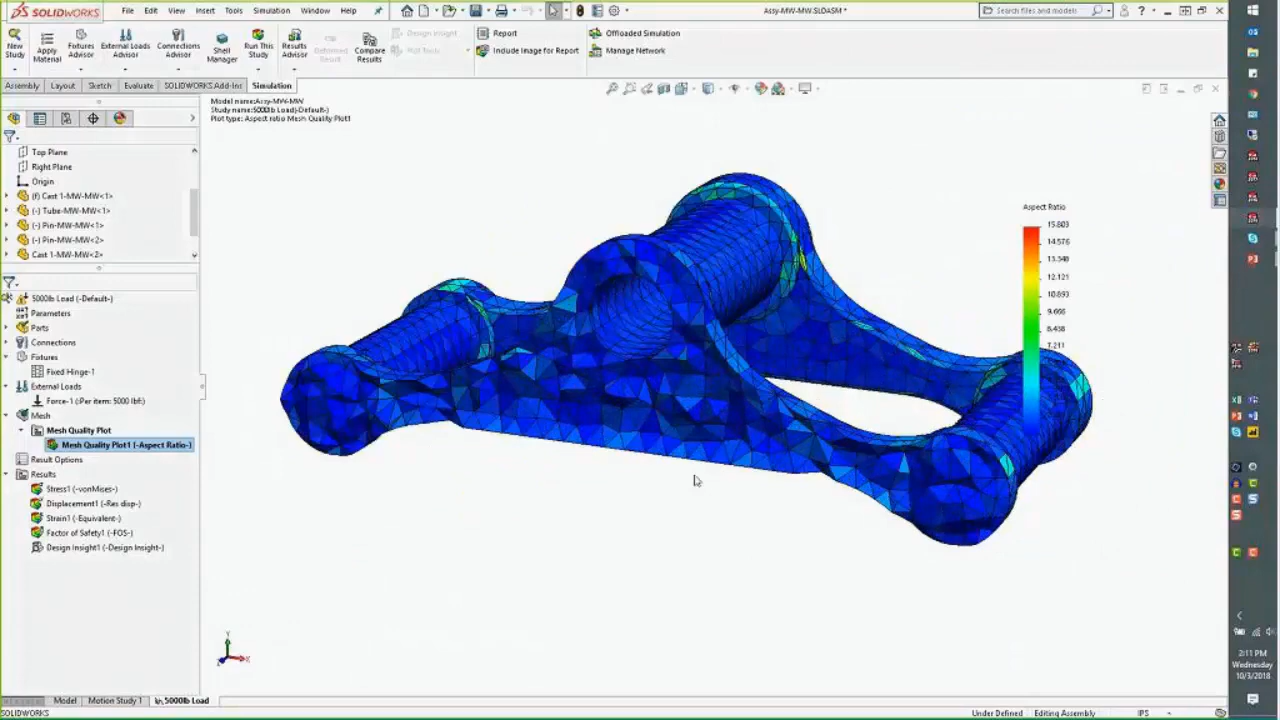 SOLIDWORKS File Edit View Insert Tools Simulation Window Help Assy-MW-MW.SLDASM * Search files and models
New Study Apply Material Fixtures Advisor External Loads Advisor Connections Advisor Shell Manager Run This Study Results Advisor Deformed Result Compare Results
Design Insight Report Offloaded Simulation
Plot Tools Include Image for Report Manage Network
Assembly Layout Sketch Evaluate SOLIDWORKS Add-Ins Simulation
Model name:Assy-MW-MW
Study name:5000lb Load(-Default-)
Plot type: Aspect ratio Mesh Quality Plot1
Top Plane
Right Plane
Origin
(f) Cast 1-MW-MW<1>
(-) Tube-MW-MW<1>
(-) Pin-MW-MW<1>
(-) Pin-MW-MW<2>
Cast 1-MW-MW<2>
5000lb Load (-Default-)
Parameters
Parts
Connections
Fixtures
Fixed Hinge-1
External Loads
Force-1 (:Per item: 5000 lbf:)
Mesh
Mesh Quality Plot
Mesh Quality Plot1 (-Aspect Ratio-)
Result Options
Results
Stress1 (-vonMises-)
Displacement1 (-Res disp-)
Strain1 (-Equivalent-)
Factor of Safety1 (-FOS-)
Design Insight1 (-Design Insight-)
Aspect Ratio
15.803
14.576
12.121
10.893
9.666
8.438
7.211
Y
X
Z
Model Motion Study 1 5000lb Load
SOLIDWORKS Under Defined Editing Assembly IPS
2:11 PM
Wednesday
10/3/2018